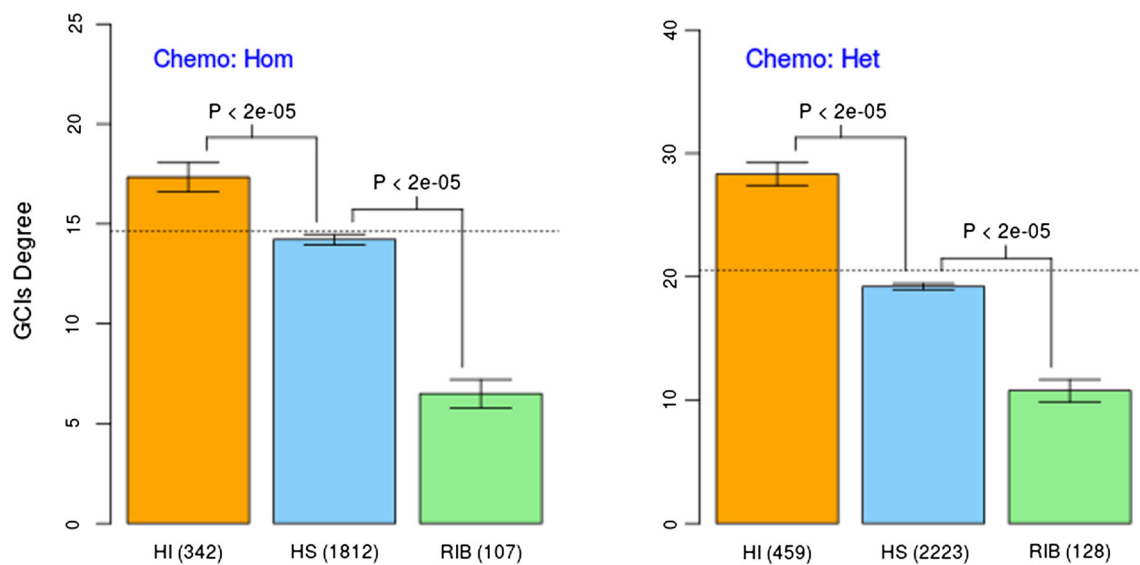 GCIs Degree
Chemo: Hom
25
20
15
10
5
0
P < 2e-05
P < 2e-05
HI (342)
HS (1812)
RIB (107)
Chemo: Het
40
30
20
10
0
P < 2e-05
P < 2e-05
HI (459)
HS (2223)
RIB (128)